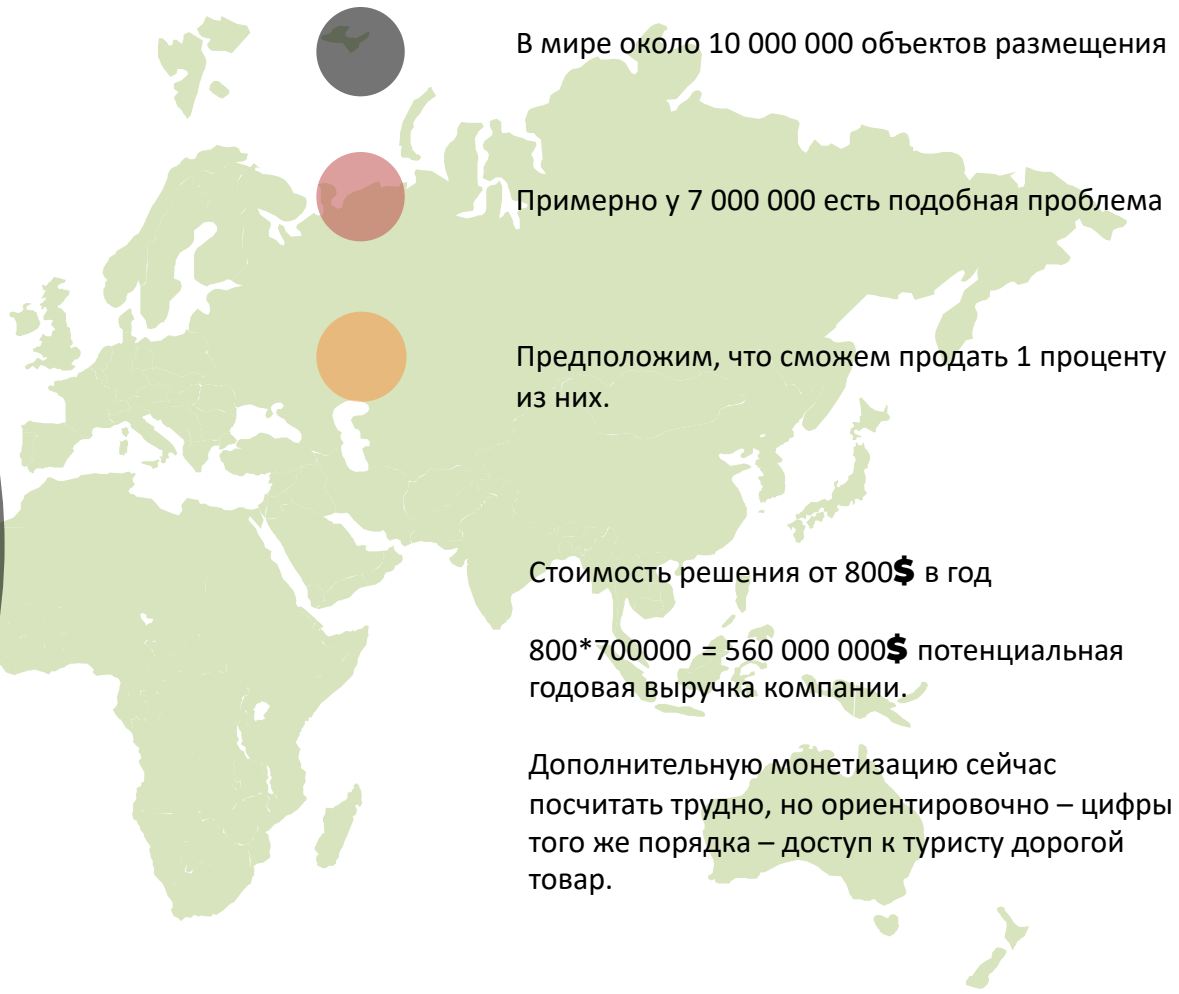 В мире около 10 000 000 объектов размещения
Примерно у 7 000 000 есть подобная проблема
Предположим, что сможем продать 1 проценту
из них.
Стоимость решения от 800$ в год
800*700000 = 560 000 000$ потенциальная
годовая выручка компании.
Дополнительную монетизацию сейчас
посчитать трудно, но ориентировочно – цифры
того же порядка – доступ к туристу дорогой
товар.